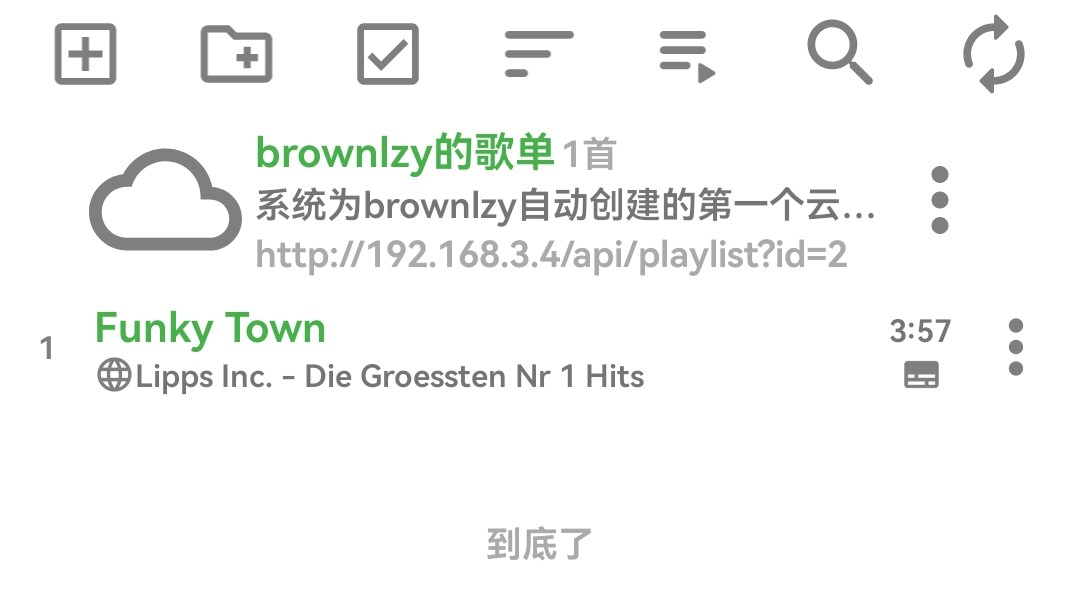 brownlzy的歌单 1首
系统为brownlzy自动创建的第一个云...
http://192.168.3.4/api/playlist?id=2
1
Funky Town
3:57
Lipps Inc. - Die Groessten Nr 1 Hits
到底了